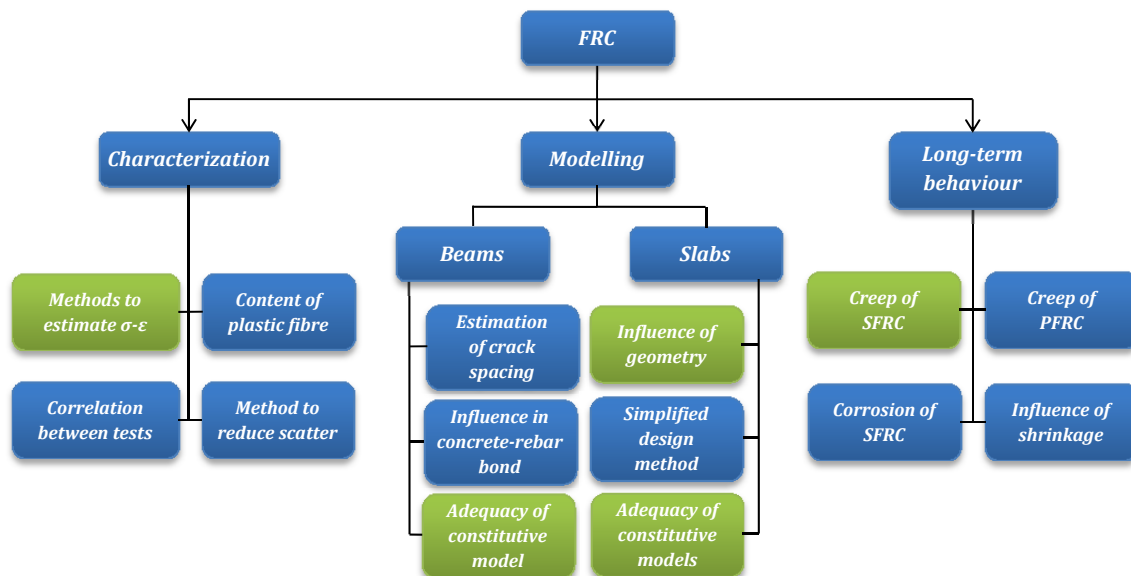 FRC
Characterization
Modelling
Long-term
behaviour
Beams
Slabs
Methods to
estimate σ-ε
Content of
plastic fibre
Correlation
between tests
Method to
reduce scatter
Estimation
of crack
spacing
Influence in
concrete-rebar
bond
Adequacy of
constitutive
model
Influence of
geometry
Simplified
design
method
Adequacy of
constitutive
models
Creep of
SFRC
Creep of
PFRC
Corrosion of
SFRC
Influence of
shrinkage